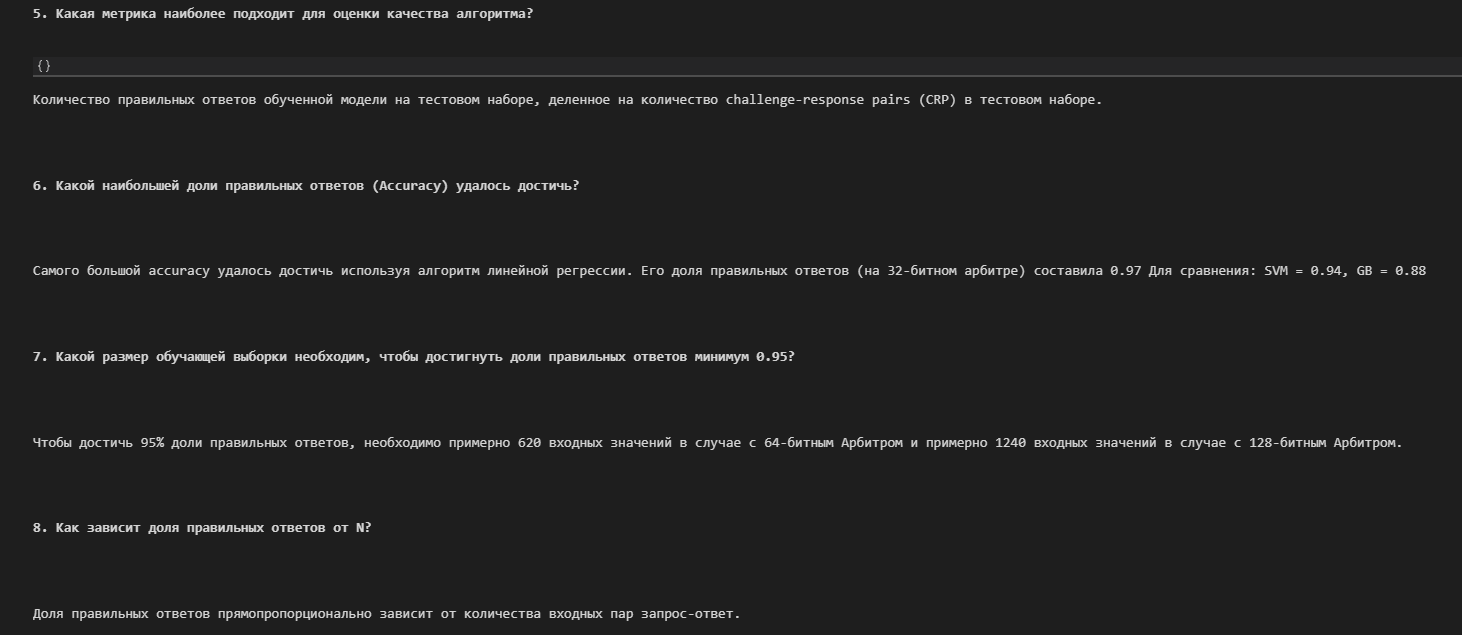 5. Какая метрика наиболее подходит для оценки качества алгоритма?
{}
Количество правильных ответов обученной модели на тестовом наборе, деленное на количество challenge-response pairs (CRP) в тестовом наборе.
6. Какой наибольшей доли правильных ответов (Accuracy) удалось достичь?
Самого большой accuracy удалось достичь используя алгоритм линейной регрессии. Его доля правильных ответов (на 32-битном арбитре) составила 0.97 Для сравнения: SVM = 0.94, GB = 0.88
7. Какой размер обучающей выборки необходим, чтобы достигнуть доли правильных ответов минимум 0.95?
Чтобы достичь 95% доли правильных ответов, необходимо примерно 620 входных значений в случае с 64-битным Арбитром и примерно 1240 входных значений в случае с 128-битным Арбитром.
8. Как зависит доля правильных ответов от N?
Доля правильных ответов прямопропорционально зависит от количества входных пар запрос-ответ.